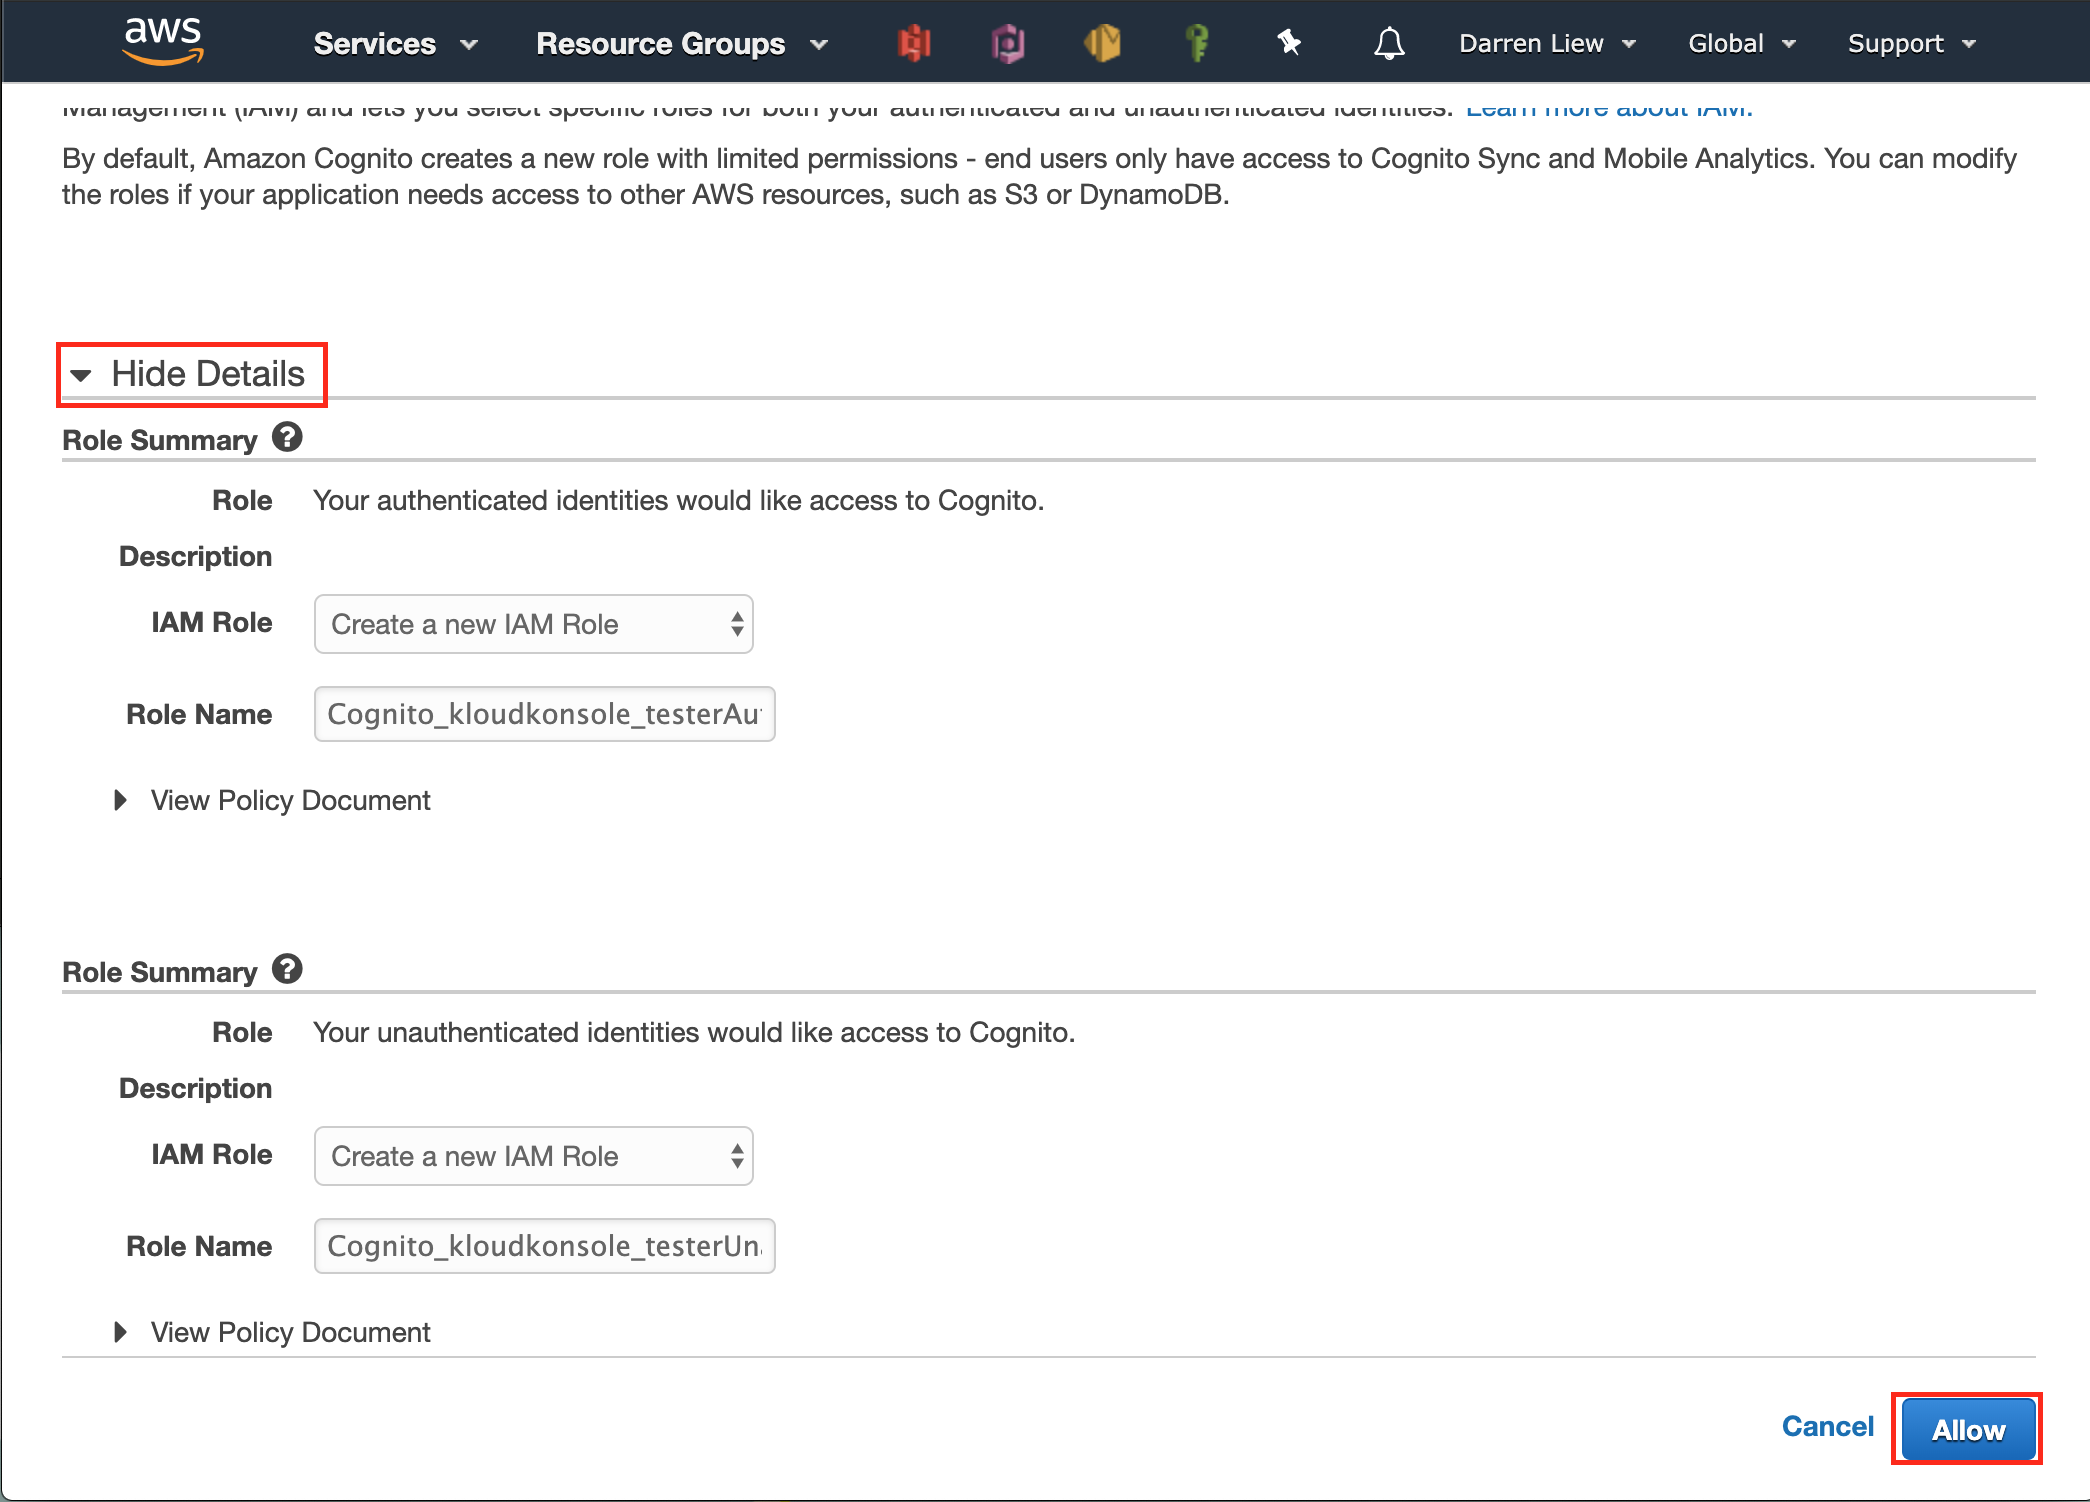 aws Services Resource Groups Darren Liew Global Support
Management (IAM) and lets you select specific roles for both your authenticated and unauthenticated identities. Learn more about IAM.
By default, Amazon Cognito creates a new role with limited permissions - end users only have access to Cognito Sync and Mobile Analytics. You can modify
the roles if your application needs access to other AWS resources, such as S3 or DynamoDB.
Hide Details
Role Summary ?
Role Your authenticated identities would like access to Cognito.
Description
IAM Role Create a new IAM Role
Role Name Cognito_kloudkonsole_testerAu
View Policy Document
Role Summary ?
Role Your unauthenticated identities would like access to Cognito.
Description
IAM Role Create a new IAM Role
Role Name Cognito_kloudkonsole_testerUn
View Policy Document
Cancel Allow